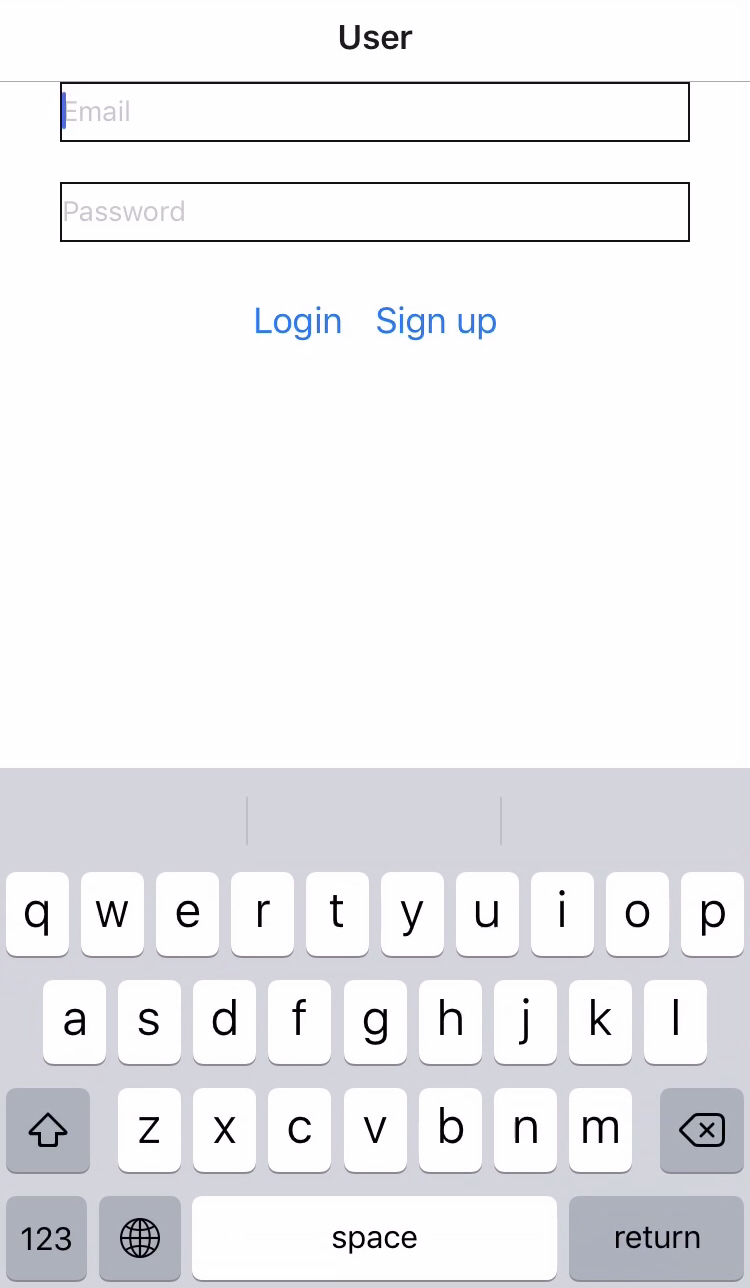 User
Email
Password
Login Sign up
q w e r t y u i o p
a s d f g h j k l
z x c v b n m
123 space return